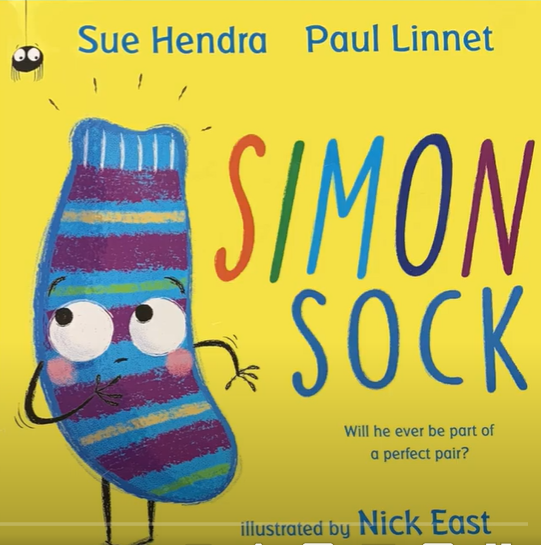 Sue Hendra Paul Linnet
SIMON
SOCK
Will he ever be part of
a perfect pair?
illustrated by Nick East